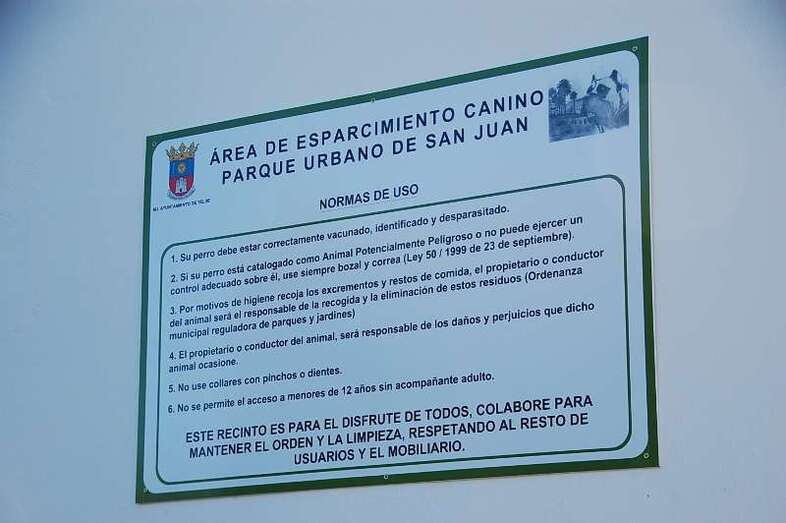 ÁREA DE ESPARCIMIENTO CANINO
PARQUE URBANO DE SAN JUAN
NORMAS DE USO
1. Su perro debe estar correctamente vacunado, identificado y desparasitado.
2. Si su perro está catalogado como Animal Potencialmente Peligroso o no puede ejercer un
control adecuado sobre él, use siempre bozal y correa (Ley 50 / 1999 de 23 de septiembre).
3. Por motivos de higiene recoja los excrementos y restos de comida, el propietario o conductor
del animal será el responsable de la recogida y la eliminación de estos residuos (Ordenanza
municipal reguladora de parques y jardines)
4. El propietario o conductor del animal, será responsable de los daños y perjuicios que dicho
animal ocasione.
5. No use collares con pinchos o dientes.
6. No se permite el acceso a menores de 12 años sin acompañante adulto.
ESTE RECINTO ES PARA EL DISFRUTE DE TODOS, COLABORE PARA
MANTENER EL ORDEN Y LA LIMPIEZA, RESPETANDO AL RESTO DE
USUARIOS Y EL MOBILIARIO.